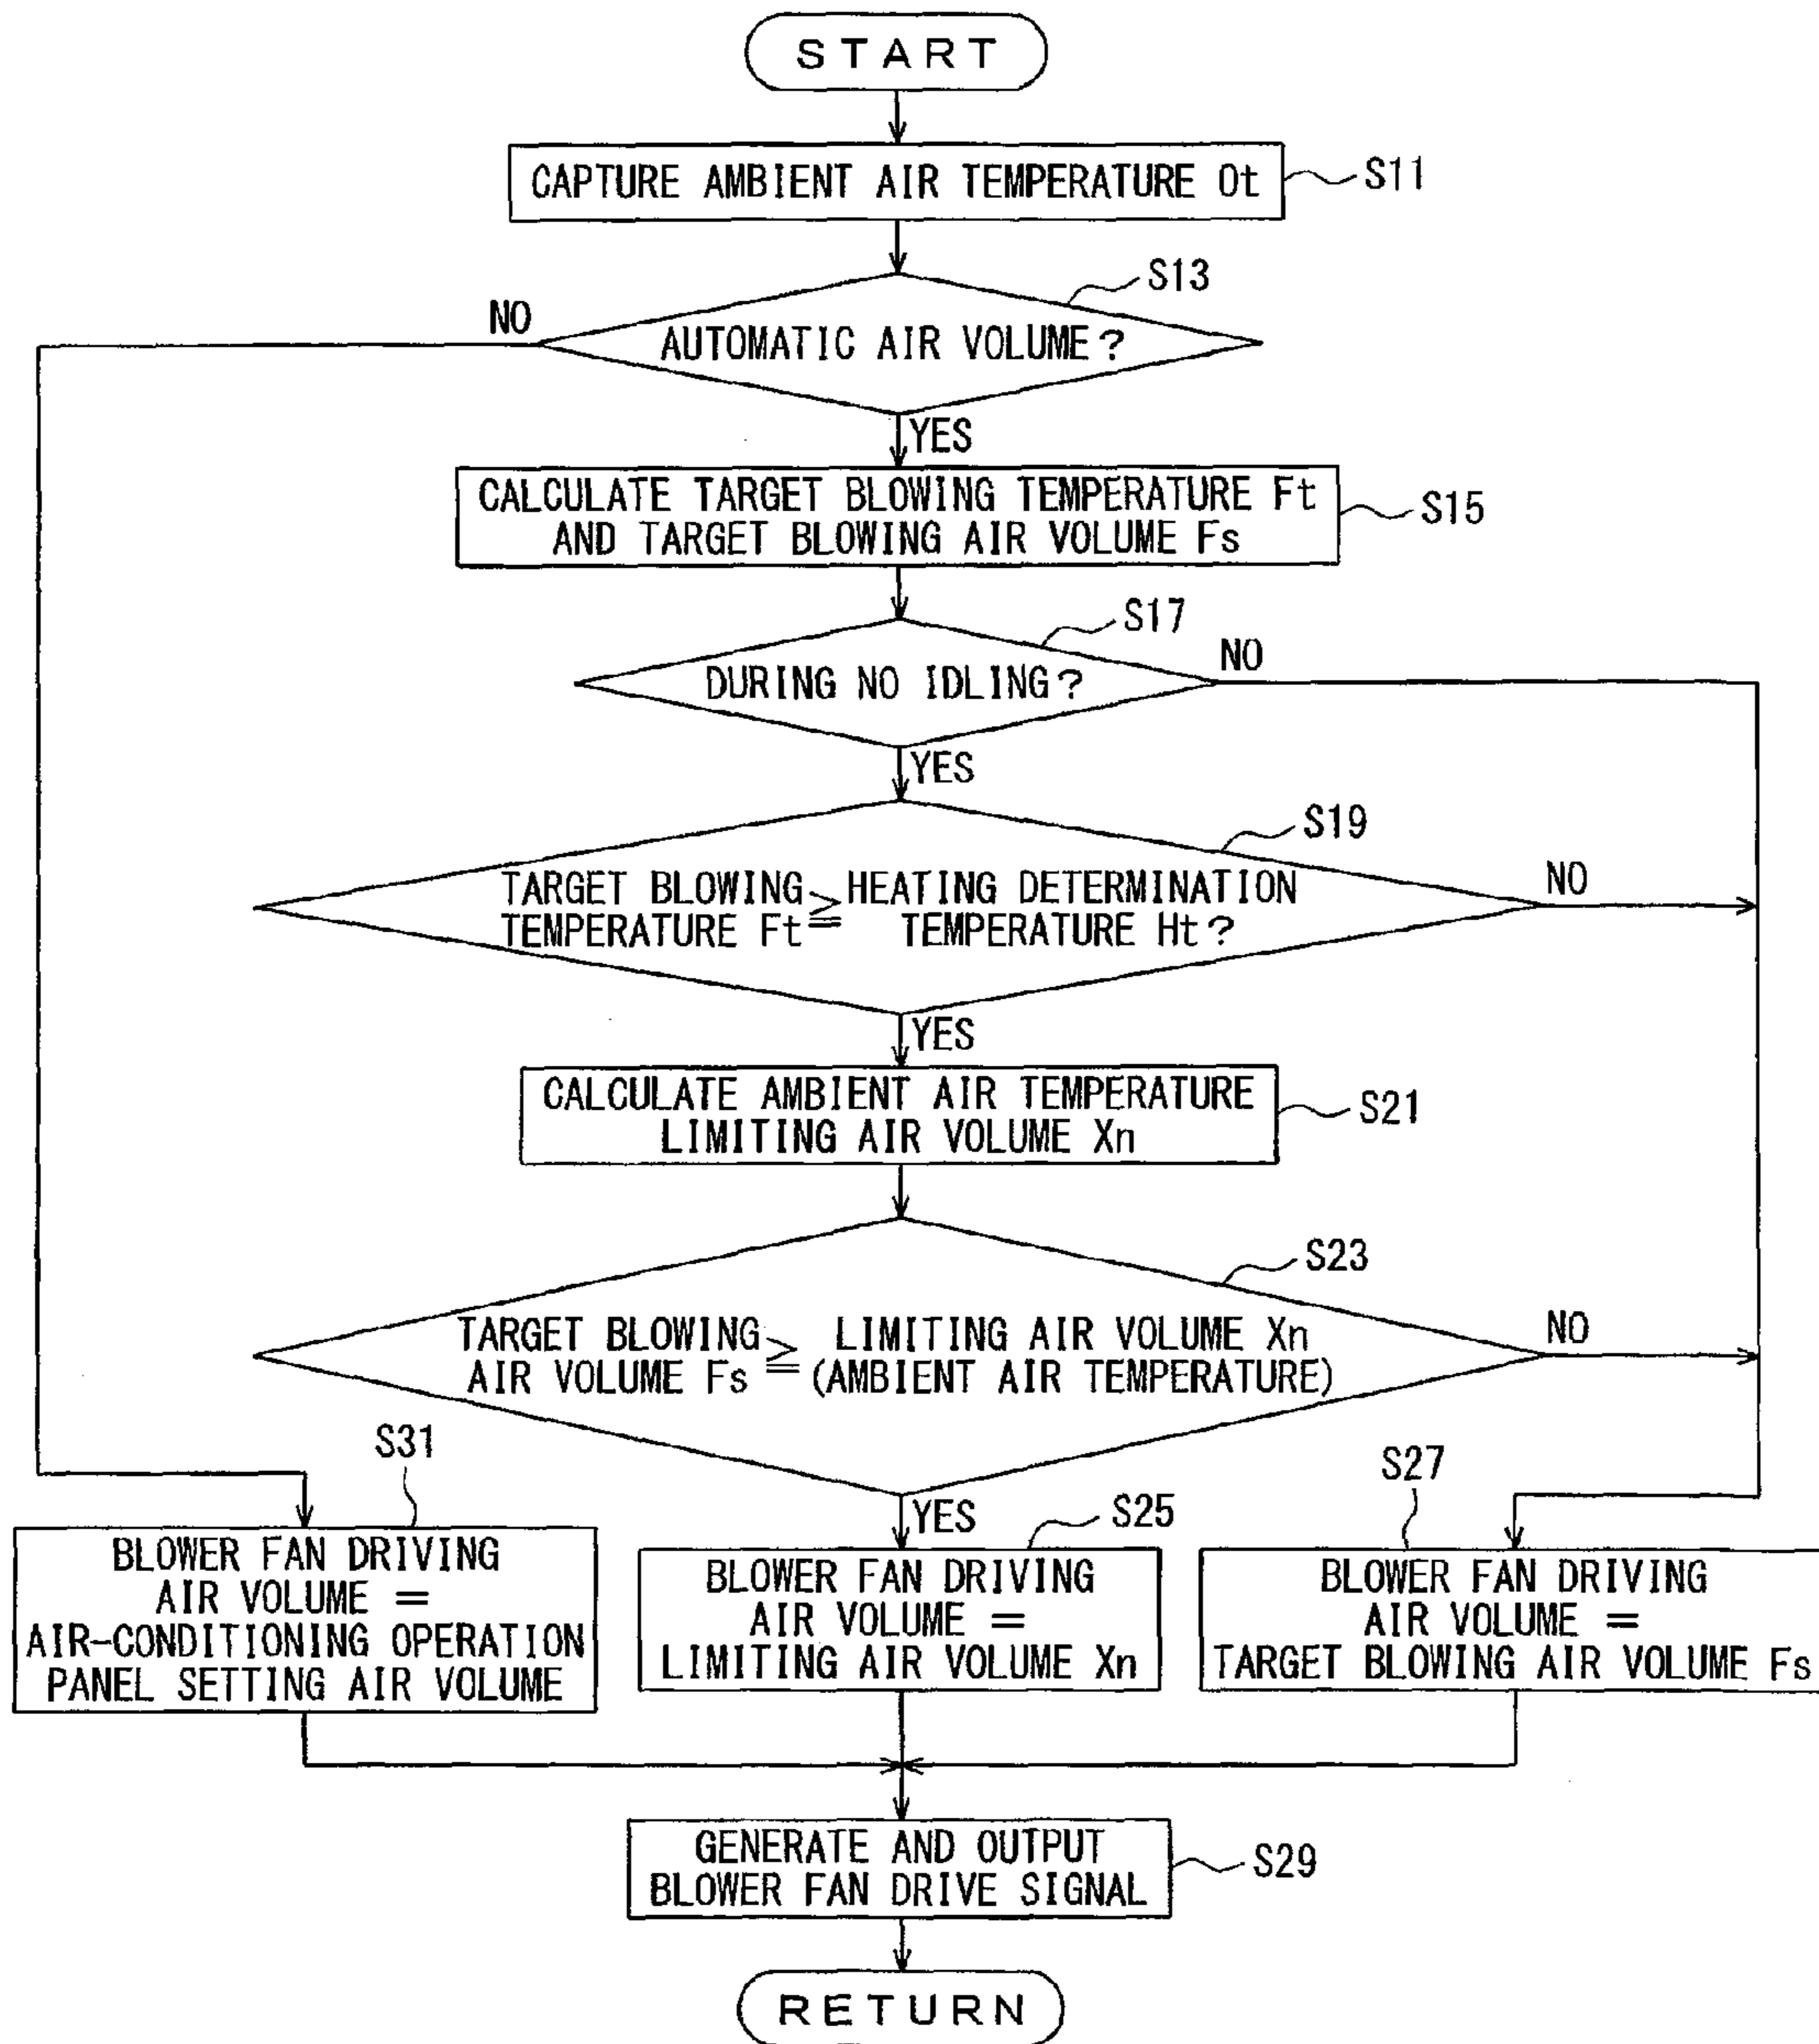 START
CAPTURE AMBIENT AIR TEMPERATURE Ot
S11
S13
NO
AUTOMATIC AIR VOLUME?
YES
CALCULATE TARGET BLOWING TEMPERATURE Ft
AND TARGET BLOWING AIR VOLUME Fs
S15
S17
NO
DURING NO IDLING?
YES
S19
TARGET BLOWING ≧ HEATING DETERMINATION
TEMPERATURE Ft TEMPERATURE Ht?
NO
YES
CALCULATE AMBIENT AIR TEMPERATURE
LIMITING AIR VOLUME Xn
S21
S23
TARGET BLOWING ≧ LIMITING AIR VOLUME Xn
AIR VOLUME Fs (AMBIENT AIR TEMPERATURE)
NO
YES
S31
BLOWER FAN DRIVING
AIR VOLUME =
AIR-CONDITIONING OPERATION
PANEL SETTING AIR VOLUME
S25
BLOWER FAN DRIVING
AIR VOLUME =
LIMITING AIR VOLUME Xn
S27
BLOWER FAN DRIVING
AIR VOLUME =
TARGET BLOWING AIR VOLUME Fs
GENERATE AND OUTPUT
BLOWER FAN DRIVE SIGNAL
S29
RETURN